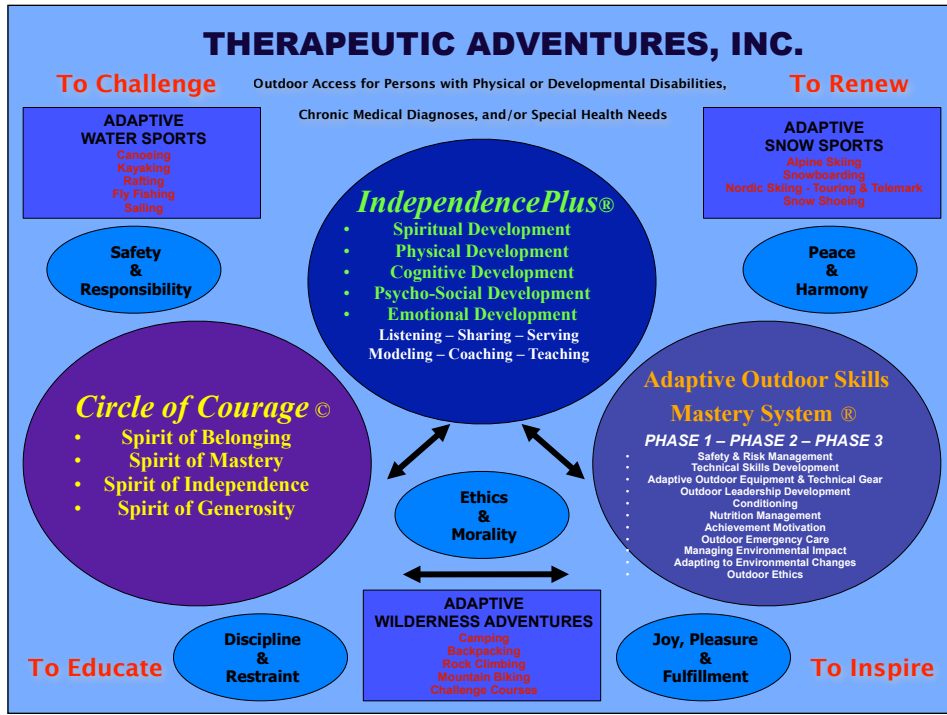 THERAPEUTIC ADVENTURES, INC.
To Challenge
Outdoor Access for Persons with Physical or Developmental Disabilities,
Chronic Medical Diagnoses, and/or Special Health Needs
To Renew
ADAPTIVE
WATER SPORTS
Canoeing
Kayaking
Rafting
Fly Fishing
Sailing
ADAPTIVE
SNOW SPORTS
Alpine Skiing
Snowboarding
Nordic Skiing - Touring & Telemark
Snow Shoeing
IndependencePlus®
• Spiritual Development
• Physical Development
• Cognitive Development
• Psycho-Social Development
• Emotional Development
Listening – Sharing – Serving
Modeling – Coaching – Teaching
Safety
&
Responsibility
Peace
&
Harmony
Circle of Courage ©
• Spirit of Belonging
• Spirit of Mastery
• Spirit of Independence
• Spirit of Generosity
Adaptive Outdoor Skills
Mastery System ®
PHASE 1 – PHASE 2 – PHASE 3
• Safety & Risk Management
• Technical Skills Development
• Adaptive Outdoor Equipment & Technical Gear
• Outdoor Leadership Development
• Conditioning
• Nutrition Management
• Achievement Motivation
• Outdoor Emergency Care
• Managing Environmental Impact
• Adapting to Environmental Changes
• Outdoor Ethics
Ethics
&
Morality
ADAPTIVE
WILDERNESS ADVENTURES
Camping
Backpacking
Rock Climbing
Mountain Biking
Challenge Courses
To Educate
Discipline
&
Restraint
Joy, Pleasure
&
Fulfillment
To Inspire